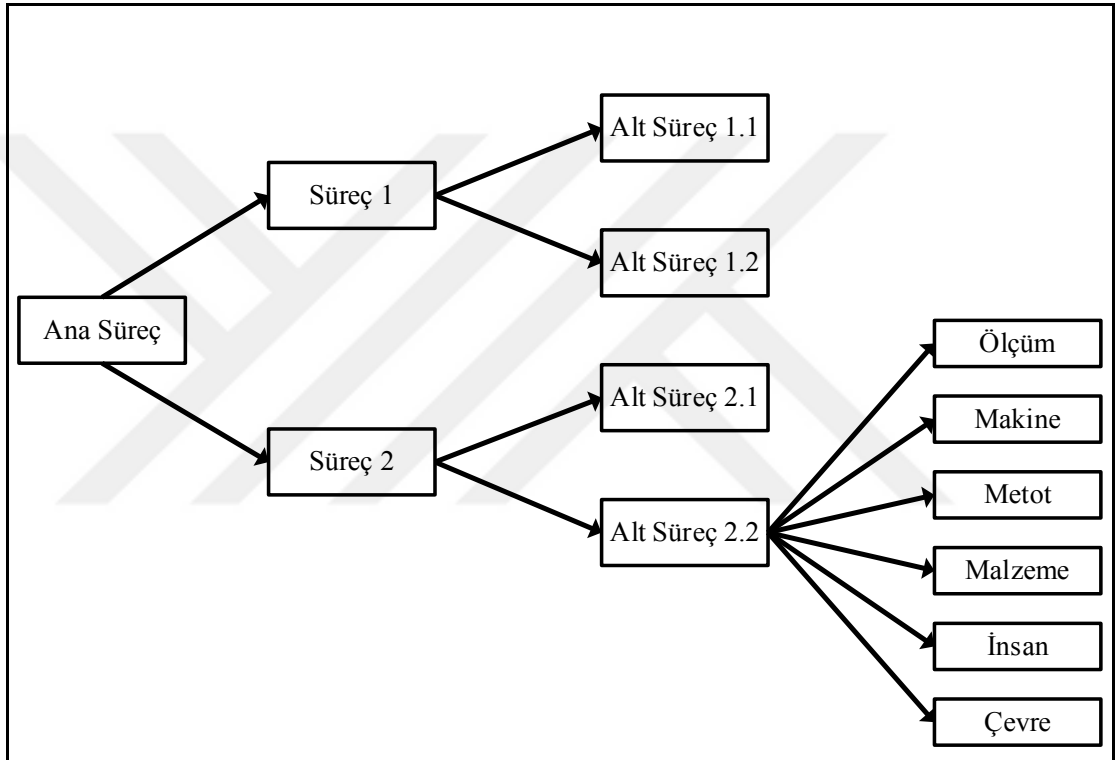 Alt Süreç 1.1
Süreç 1
Alt Süreç 1.2
Ana Süreç
Ölçüm
Alt Süreç 2.1
Makine
Süreç 2
Metot
Alt Süreç 2.2
Malzeme
İnsan
Çevre